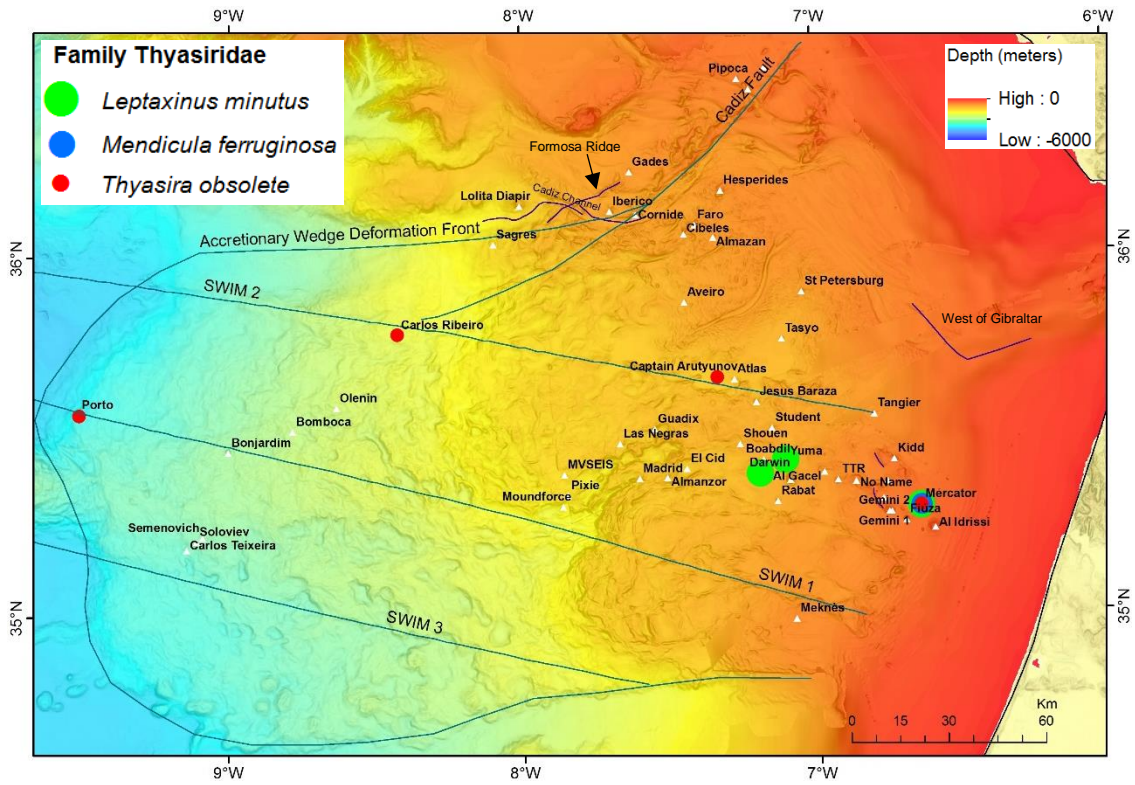 9°W
8°W
7°W
6°W
Family Thyasiridae
Leptaxinus minutus
Mendicula ferruginosa
Thyasira obsolete
Depth (meters)
High : 0
Low : -6000
Pipoca
Cadiz Fault
Formosa Ridge
Gades
Hesperides
Lolita Diapir
Cadiz Channel
Iberico
Cornide
Faro
Cibeles
Almazan
Sagres
Accretionary Wedge Deformation Front
36°N
36°N
SWIM 2
St Petersburg
Aveiro
West of Gibraltar
Carlos Ribeiro
Tasyo
Captain Arutyunov
Atlas
Jesus Baraza
Porto
Olenin
Tangier
Bomboca
Guadix
Student
Bonjardim
Las Negras
Shouen
Boabdil
Yuma
Kidd
MVSEIS
Madrid
El Cid
Darwin
Al Gacel
TTR
No Name
Pixie
Almanzor
Rabat
Mercator
Moundforce
Gemini 2
Fiuza
Gemini 1
Al Idrissi
Semenovich
Soloviev
Carlos Teixeira
SWIM 1
Meknès
35°N
35°N
SWIM 3
Km
0 15 30 60
9°W
8°W
7°W